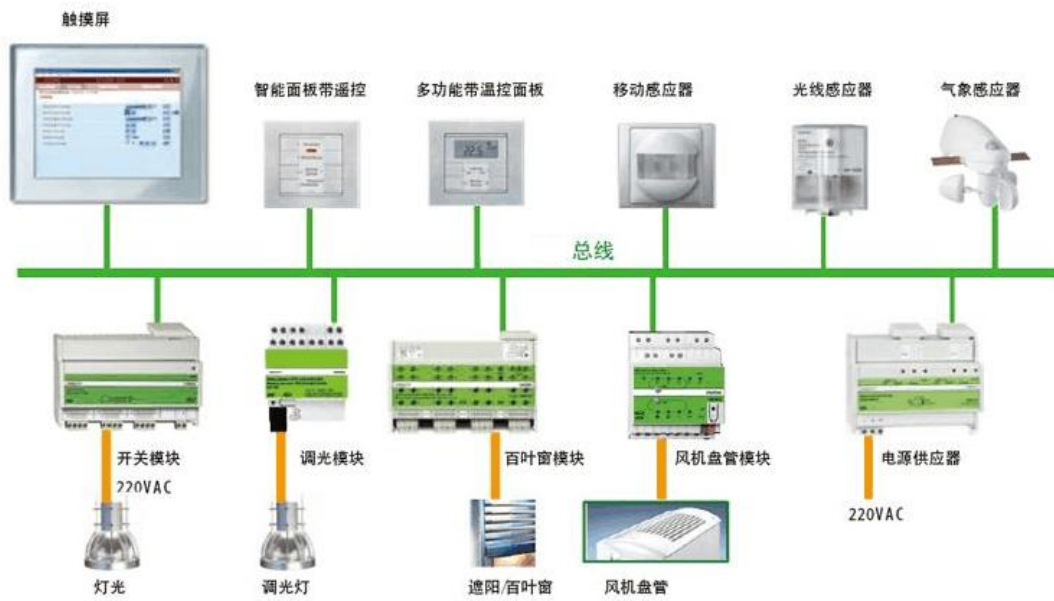 触摸屏
智能面板带遥控
多功能带温控面板
移动感应器
光线感应器
气象感应器
22.5
总线
开关模块
220VAC
调光模块
百叶窗模块
风机盘管模块
电源供应器
220VAC
灯光
调光灯
遮阳/百叶窗
风机盘管